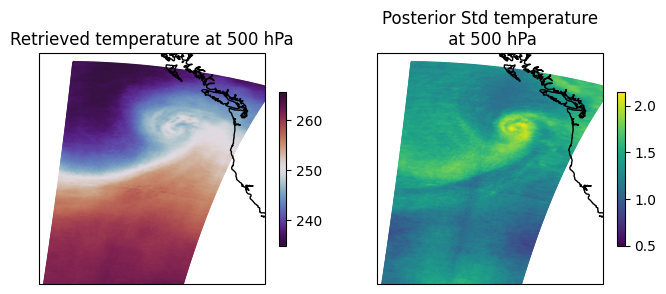 Retrieved temperature at 500 hPa
260
250
240
Posterior Std temperature
at 500 hPa
2.0
1.5
1.0
0.5